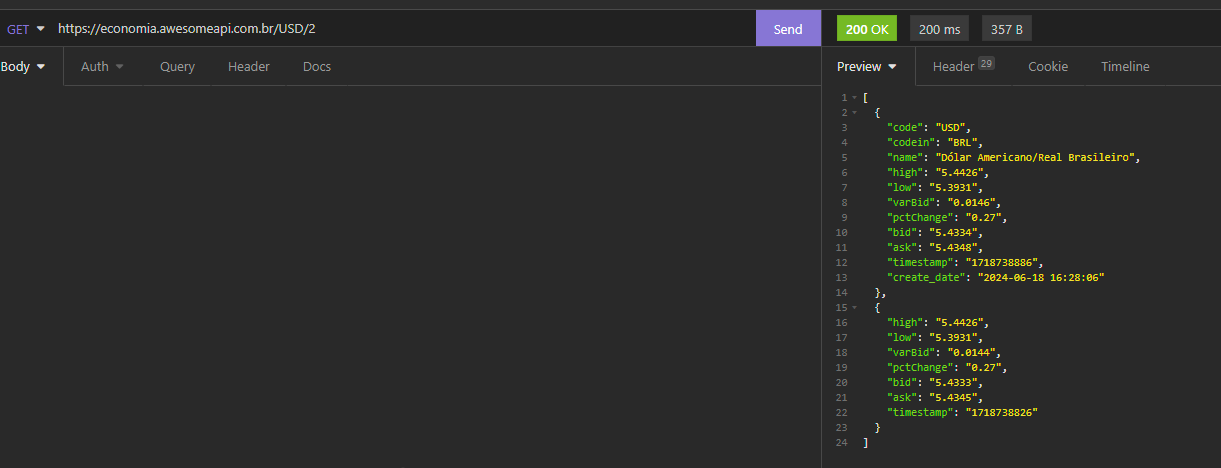 GET https://economia.awesomeapi.com.br/USD/2 Send 200 OK 200 ms 357 B
Body Auth Query Header Docs Preview Header 29 Cookie Timeline
1 [
2 {
3 "code": "USD",
4 "codein": "BRL",
5 "name": "Dólar Americano/Real Brasileiro",
6 "high": "5.4426",
7 "low": "5.3931",
8 "varBid": "0.0146",
9 "pctChange": "0.27",
10 "bid": "5.4334",
11 "ask": "5.4348",
12 "timestamp": "1718738886",
13 "create_date": "2024-06-18 16:28:06"
14 },
15 {
16 "high": "5.4426",
17 "low": "5.3931",
18 "varBid": "0.0144",
19 "pctChange": "0.27",
20 "bid": "5.4333",
21 "ask": "5.4345",
22 "timestamp": "1718738826"
23 }
24 ]